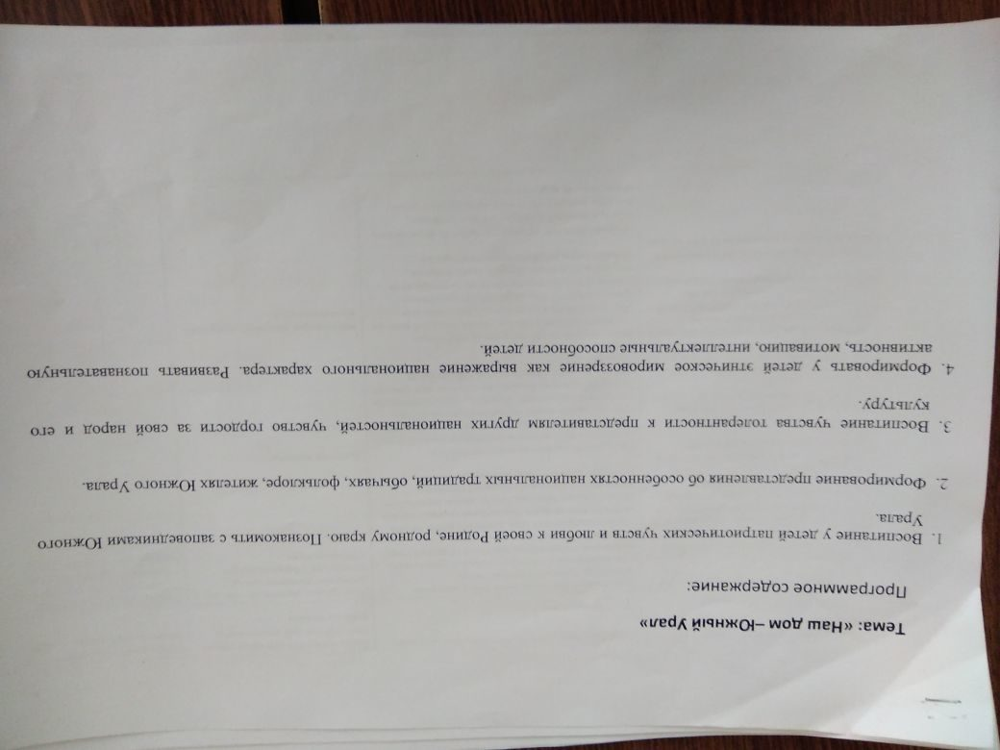 Тема: «Наш дом –Южный Урал»
Программное содержание:
1. Воспитание у детей патриотических чувств и любви к своей Родине, родному краю. Познакомить с заповедниками Южного
Урала.
2. Формирование представления об особенностях национальных традиций, обычаях, фольклоре, жителях Южного Урала.
3. Воспитание чувства толерантности к представителям других национальностей, чувство гордости за свой народ и его
культуру.
4. Формировать у детей этническое мировоззрение как выражение национального характера. Развивать познавательную
активность, мотивацию, интеллектуальные способности детей.